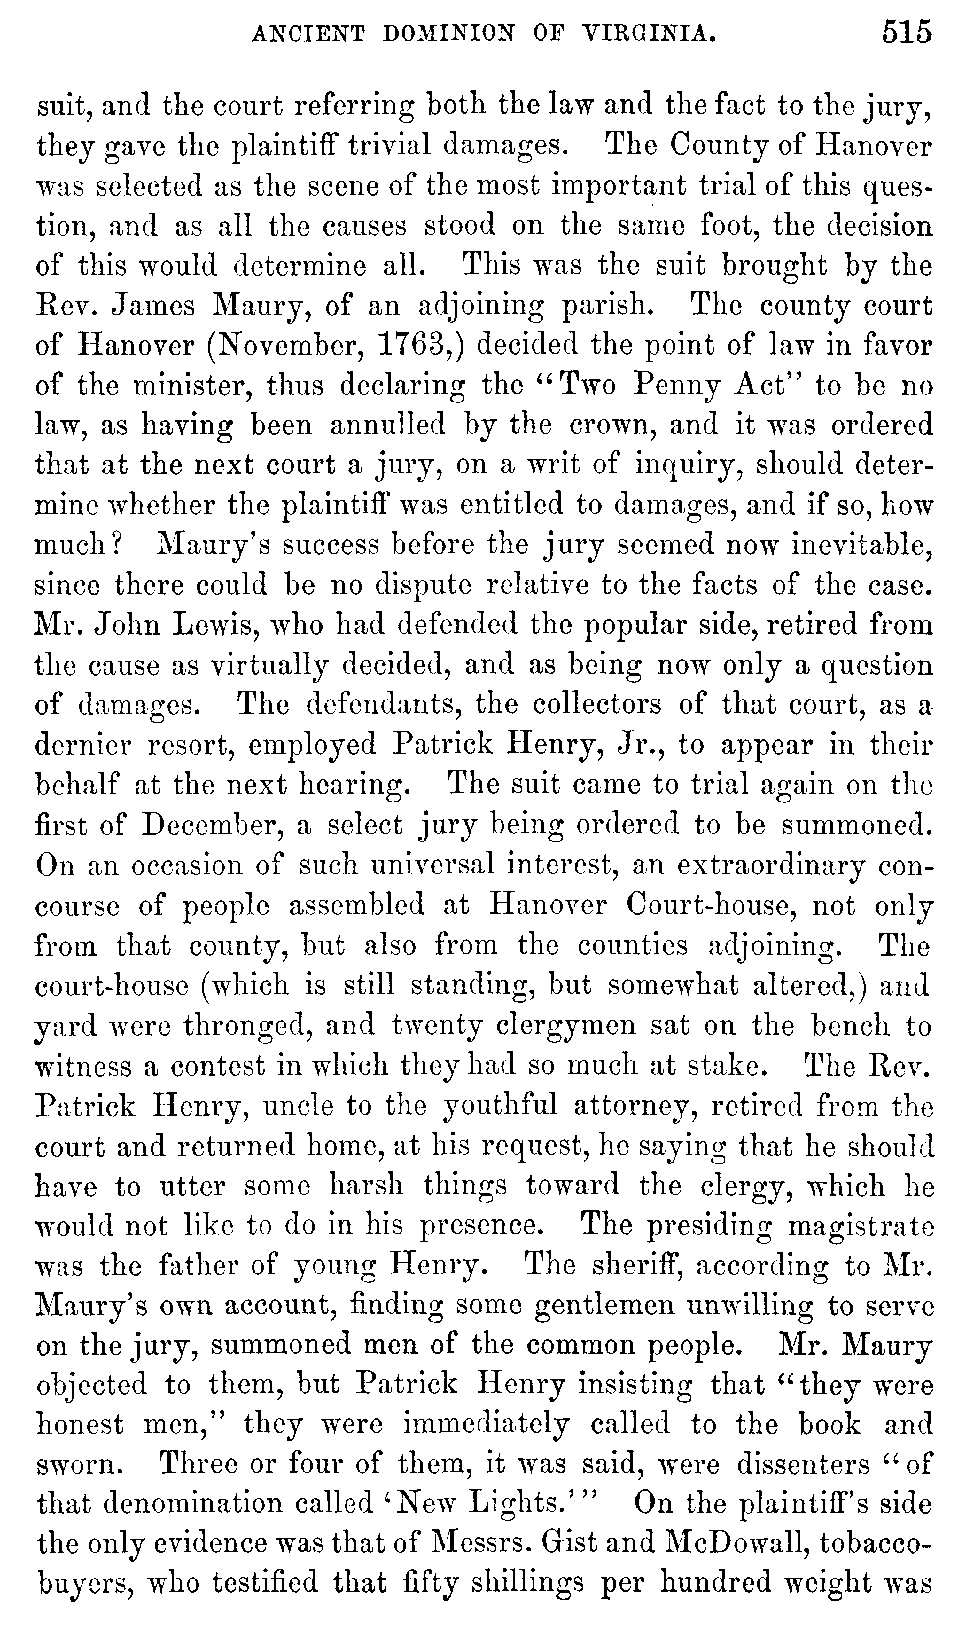 ANCIENT DOMINION OF VIRGINIA. 515
suit, and the court referring both the law and the fact to the jury,
they gave the plaintiff trivial damages. The County of Hanover
was selected as the scene of the most important trial of this ques-
tion, and as all the causes stood on the same foot, the decision
of this would determine all. This was the suit brought by the
Rev. James Maury, of an adjoining parish. The county court
of Hanover (November, 1763,) decided the point of law in favor
of the minister, thus declaring the "Two Penny Act" to be no
law, as having been annulled by the crown, and it was ordered
that at the next court a jury, on a writ of inquiry, should deter-
mine whether the plaintiff was entitled to damages, and if so, how
much? Maury's success before the jury seemed now inevitable,
since there could be no dispute relative to the facts of the case.
Mr. John Lewis, who had defended the popular side, retired from
the cause as virtually decided, and as being now only a question
of damages. The defendants, the collectors of that court, as a
dernier resort, employed Patrick Henry, Jr., to appear in their
behalf at the next hearing. The suit came to trial again on the
first of December, a select jury being ordered to be summoned.
On an occasion of such universal interest, an extraordinary con-
course of people assembled at Hanover Court-house, not only
from that county, but also from the counties adjoining. The
court-house (which is still standing, but somewhat altered,) and
yard were thronged, and twenty clergymen sat on the bench to
witness a contest in which they had so much at stake. The Rev.
Patrick Henry, uncle to the youthful attorney, retired from the
court and returned home, at his request, he saying that he should
have to utter some harsh things toward the clergy, which he
would not like to do in his presence. The presiding magistrate
was the father of young Henry. The sheriff, according to Mr.
Maury's own account, finding some gentlemen unwilling to serve
on the jury, summoned men of the common people. Mr. Maury
objected to them, but Patrick Henry insisting that "they were
honest men," they were immediately called to the book and
sworn. Three or four of them, it was said, were dissenters "of
that denomination called 'New Lights.'" On the plaintiff's side
the only evidence was that of Messrs. Gist and McDowall, tobacco-
buyers, who testified that fifty shillings per hundred weight was